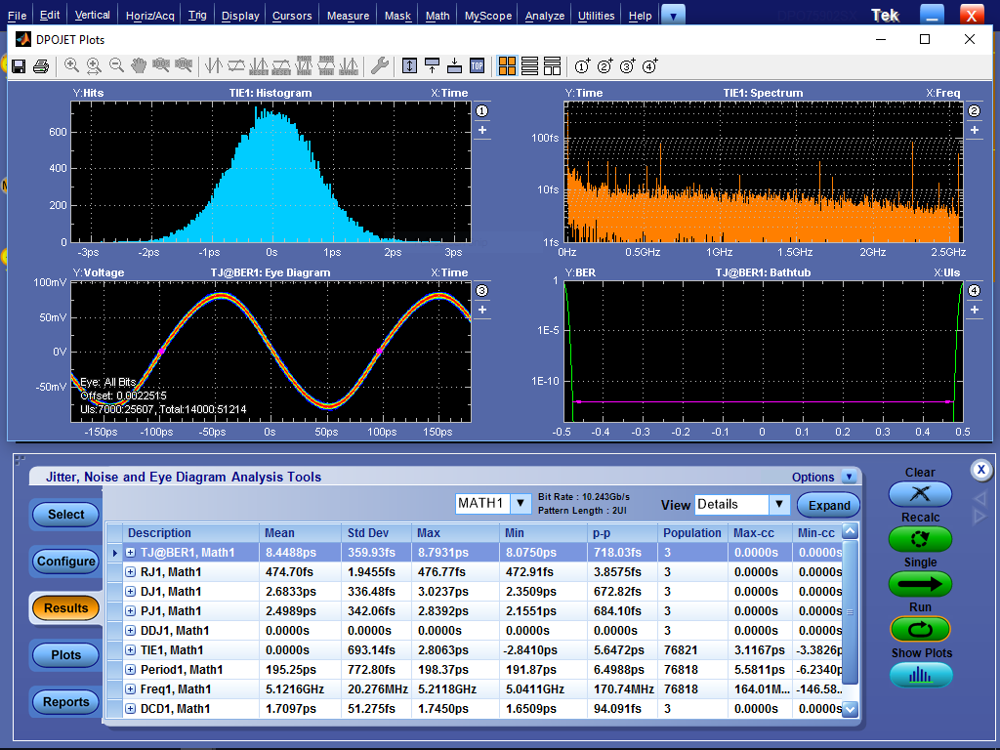 File Edit Vertical Horiz/Acq Trig Display Cursors Measure Mask Math MyScope Analyze Utilities Help Tek X
DPOJET Plots
TOP 1 2 3 4
Y:Hits TIE1: Histogram X:Time
1
+
600
400
200
0
-3ps -2ps -1ps 0s 1ps 2ps 3ps
Y:Time TIE1: Spectrum X:Freq
2
+
100fs
10fs
1fs
0Hz 0.5GHz 1GHz 1.5GHz 2GHz 2.5GHz
Y:Voltage TJ@BER1: Eye Diagram X:Time
3
+
100mV
50mV
0V
-50mV
Eye: All Bits
Offset: 0.0022515
UIs:7000:25607, Total:14000:51214
-150ps -100ps -50ps 0s 50ps 100ps 150ps
Y:BER TJ@BER1: Bathtub X:UIs
4
+
1
1E-5
1E-10
-0.5 -0.4 -0.3 -0.2 -0.1 0 0.1 0.2 0.3 0.4 0.5
Jitter, Noise and Eye Diagram Analysis Tools Options
X
Select
Configure
Results
Plots
Reports
MATH1
Bit Rate : 10.243Gb/s
Pattern Length : 2UI
View Details Expand
Description Mean Std Dev Max Min p-p Population Max-cc Min-cc
TJ@BER1, Math1 8.4488ps 359.93fs 8.7931ps 8.0750ps 718.03fs 3 0.0000s 0.0000s
RJ1, Math1 474.70fs 1.9455fs 476.77fs 472.91fs 3.8575fs 3 0.0000s 0.0000s
DJ1, Math1 2.6833ps 336.48fs 3.0237ps 2.3509ps 672.82fs 3 0.0000s 0.0000s
PJ1, Math1 2.4989ps 342.06fs 2.8392ps 2.1551ps 684.10fs 3 0.0000s 0.0000s
DDJ1, Math1 0.0000s 0.0000s 0.0000s 0.0000s 0.0000s 3 0.0000s 0.0000s
TIE1, Math1 0.0000s 693.14fs 2.8063ps -2.8410ps 5.6472ps 76821 3.1167ps -3.3826p
Period1, Math1 195.25ps 772.80fs 198.37ps 191.87ps 6.4988ps 76818 5.5811ps -6.2340p
Freq1, Math1 5.1216GHz 20.276MHz 5.2118GHz 5.0411GHz 170.74MHz 76818 164.01M... -146.58..
DCD1, Math1 1.7097ps 51.275fs 1.7450ps 1.6509ps 94.091fs 3 0.0000s 0.0000s
Clear
Recalc
Single
Run
Show Plots